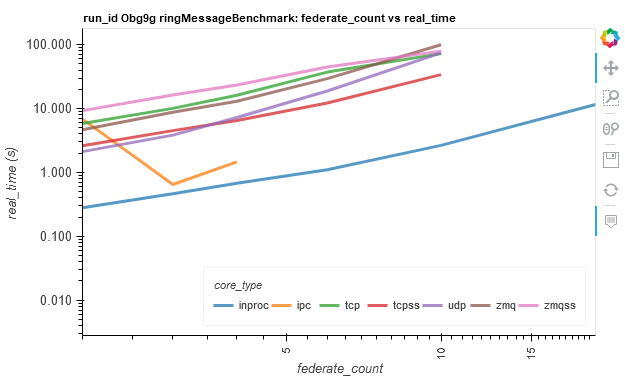 run_id Obg9g ringMessageBenchmark: federate_count vs real_time
100.000
10.000
1.000
0.100
0.010
real_time (s)
core_type
inproc ipc tcp tcpss udp zmq zmqss
5 10 15
federate_count